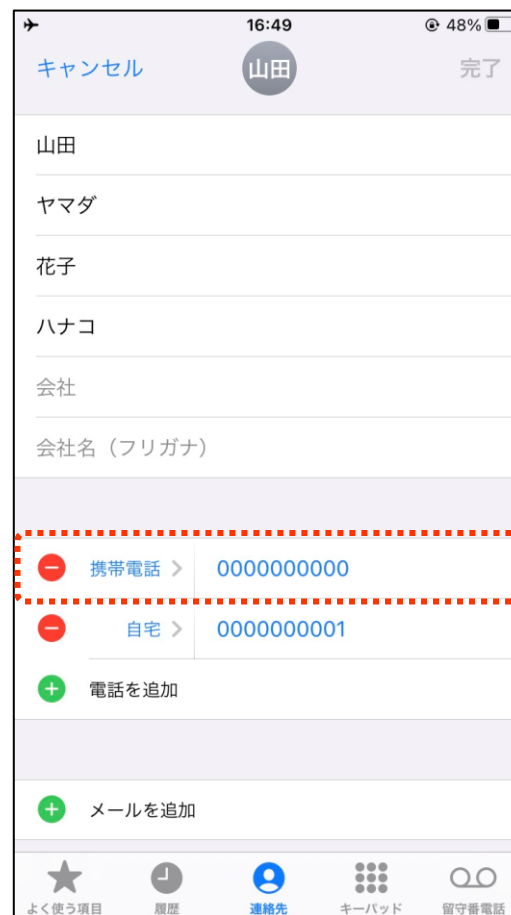 16:49
48%
キャンセル
山田
完了
山田
ヤマダ
花子
ハナコ
会社
会社名（フリガナ）
携帯電話 0000000000
自宅 0000000001
電話を追加
メールを追加
よく使う項目 履歴 連絡先 キーパッド 留守番電話